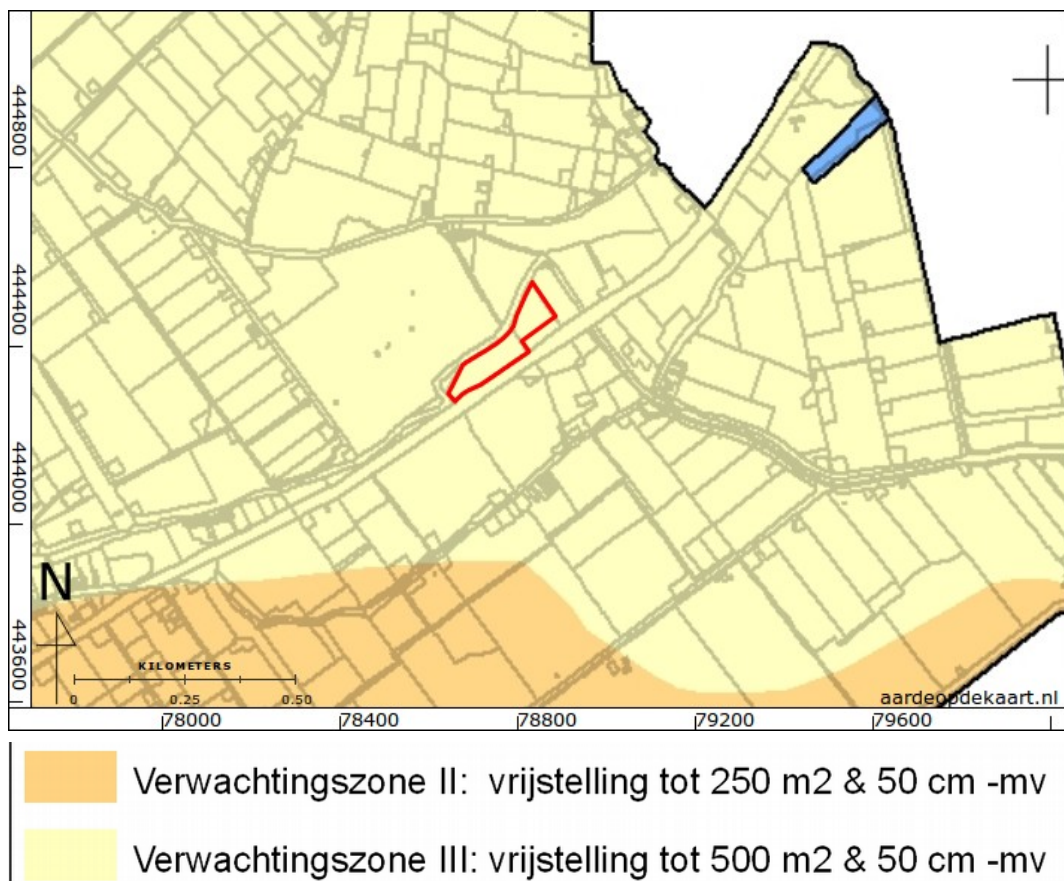 444800
444400
444000
443600
N
KILOMETERS
0 0.25 0.50
aardeopdekaart.nl
78000 78400 78800 79200 79600
Verwachtingszone II: vrijstelling tot 250 m2 & 50 cm -mv
Verwachtingszone III: vrijstelling tot 500 m2 & 50 cm -mv